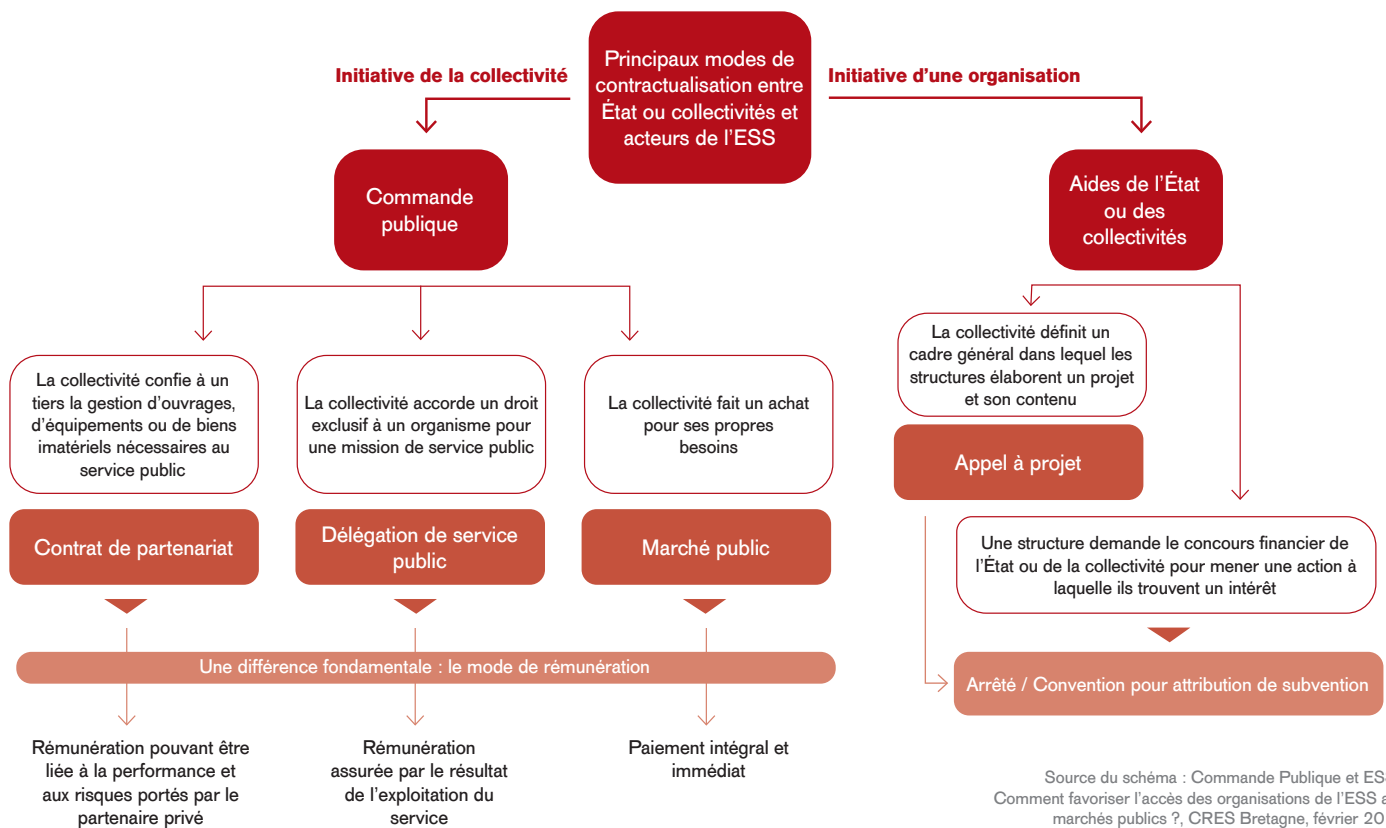 Principaux modes de
contractualisation entre
État ou collectivités et
acteurs de l'ESS
Initiative de la collectivité
Initiative d'une organisation
Commande
publique
Aides de l'État
ou des
collectivités
La collectivité confie à un
tiers la gestion d'ouvrages,
d'équipements ou de biens
imatériels nécessaires au
service public
Contrat de partenariat
La collectivité accorde un droit
exclusif à un organisme pour
une mission de service public
Délégation de service
public
La collectivité fait un achat
pour ses propres
besoins
Marché public
Une différence fondamentale : le mode de rémunération
Rémunération pouvant être
liée à la performance et
aux risques portés par le
partenaire privé
Rémunération
assurée par le résultat
de l'exploitation du
service
Paiement intégral et
immédiat
La collectivité définit un
cadre général dans lequel les
structures élaborent un projet
et son contenu
Appel à projet
Une structure demande le concours financier de
l'État ou de la collectivité pour mener une action à
laquelle ils trouvent un intérêt
Arrêté / Convention pour attribution de subvention
Source du schéma : Commande Publique et
Comment favoriser l'accès des organisations de l'ESS
marchés publics ?, CRES Bretagne, février